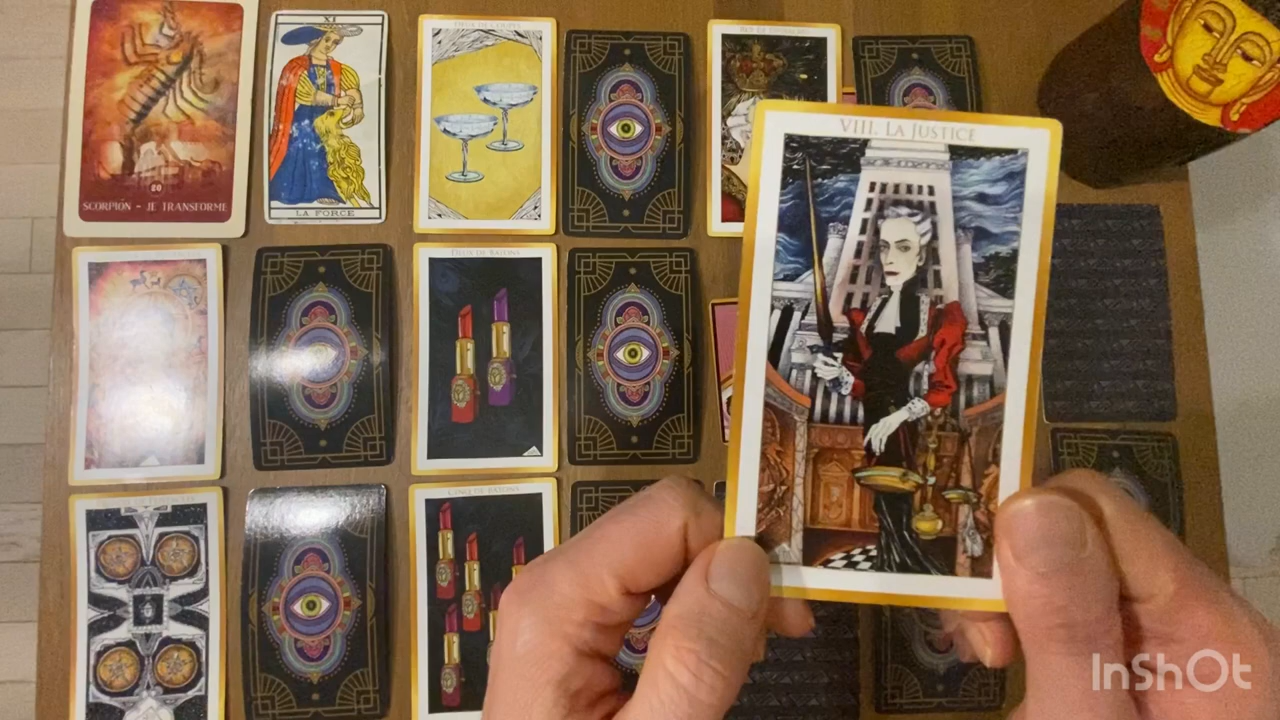 XI
DEUX DE COUPES
VIII. LA JUSTICE
20
SCORPION - JE TRANSFORME
LA FORCE
DEUX DE BATONS
CINQ DE BATONS
InShOt